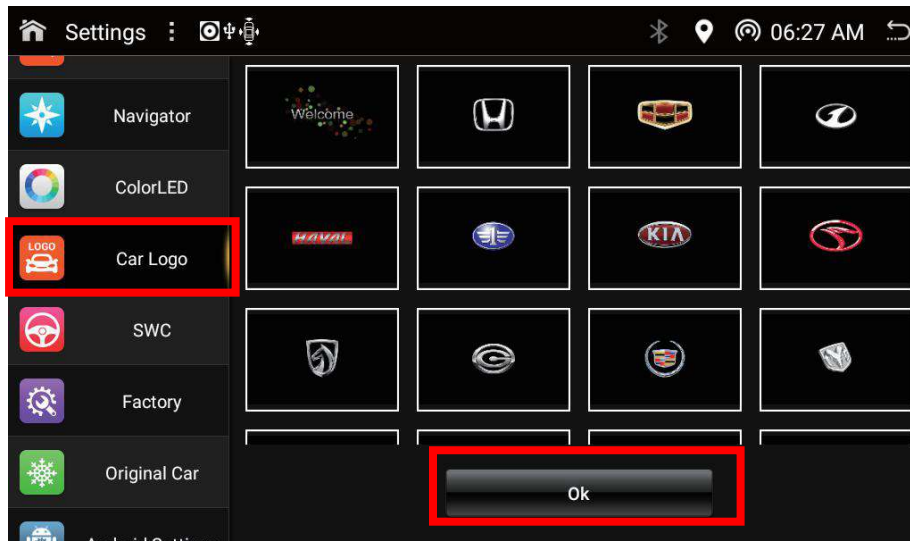 Settings
06:27 AM
Navigator
Welcome
ColorLED
HAVAL
KIA
LOGO
Car Logo
SWC
Factory
Original Car
Ok